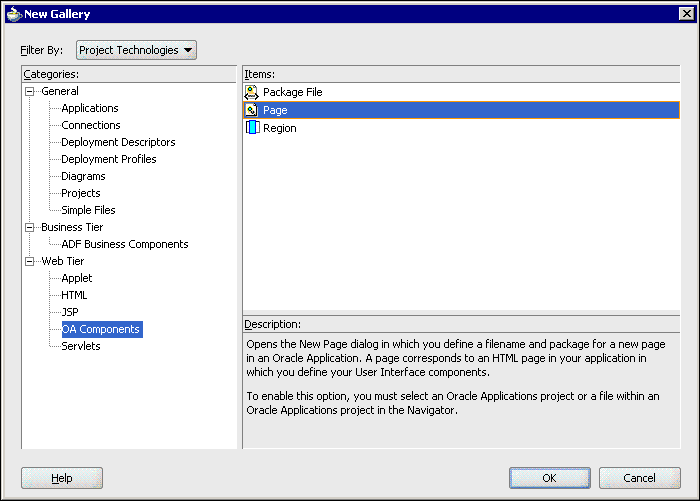 New Gallery
Filter By: Project Technologies
Categories:
General
Applications
Connections
Deployment Descriptors
Deployment Profiles
Diagrams
Projects
Simple Files
Business Tier
ADF Business Components
Web Tier
Applet
HTML
JSP
OA Components
Servlets
Items:
Package File
Page
Region
Description:
Opens the New Page dialog in which you define a filename and package for a new page
in an Oracle Application. A page corresponds to an HTML page in your application in
which you define your User Interface components.
To enable this option, you must select an Oracle Applications project or a file within an
Oracle Applications project in the Navigator.
Help
OK
Cancel